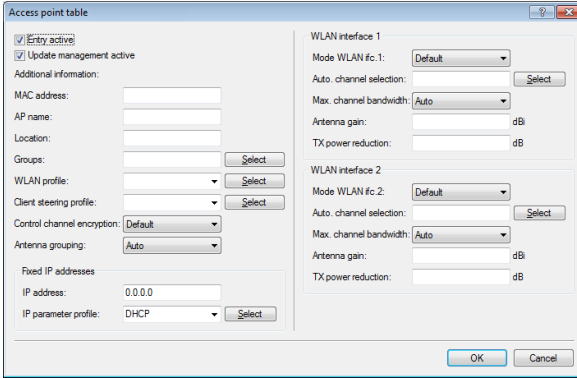 Access point table
Entry active
Update management active
Additional information:
MAC address:
AP name:
Location:
Groups: Select
WLAN profile: Select
Client steering profile: Select
Control channel encryption: Default
Antenna grouping: Auto
Fixed IP addresses
IP address: 0.0.0.0
IP parameter profile: DHCP Select
WLAN interface 1
Mode WLAN ifc.1: Default
Auto. channel selection: Select
Max. channel bandwidth: Auto
Antenna gain: dBi
TX power reduction: dB
WLAN interface 2
Mode WLAN ifc.2: Default
Auto. channel selection: Select
Max. channel bandwidth: Auto
Antenna gain: dBi
TX power reduction: dB
OK Cancel